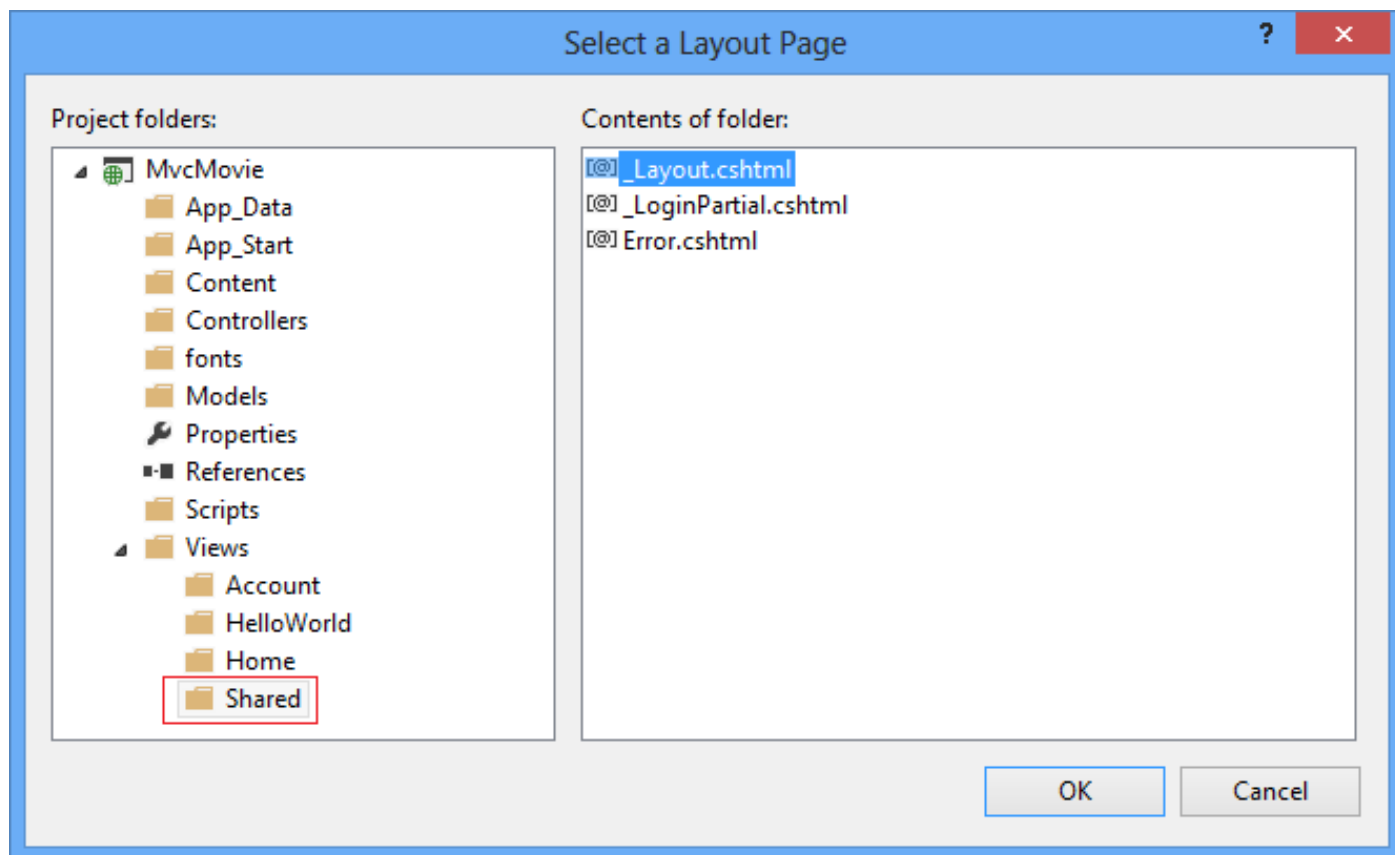 Select a Layout Page
?
Project folders:
MvcMovie
App_Data
App_Start
Content
Controllers
fonts
Models
Properties
References
Scripts
Views
Account
HelloWorld
Home
Shared
Contents of folder:
[@] _Layout.cshtml
[@] _LoginPartial.cshtml
[@] Error.cshtml
OK
Cancel